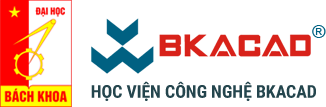 ĐẠI HỌC
BÁCH KHOA
BKACAD®
HỌC VIỆN CÔNG NGHỆ BKACAD